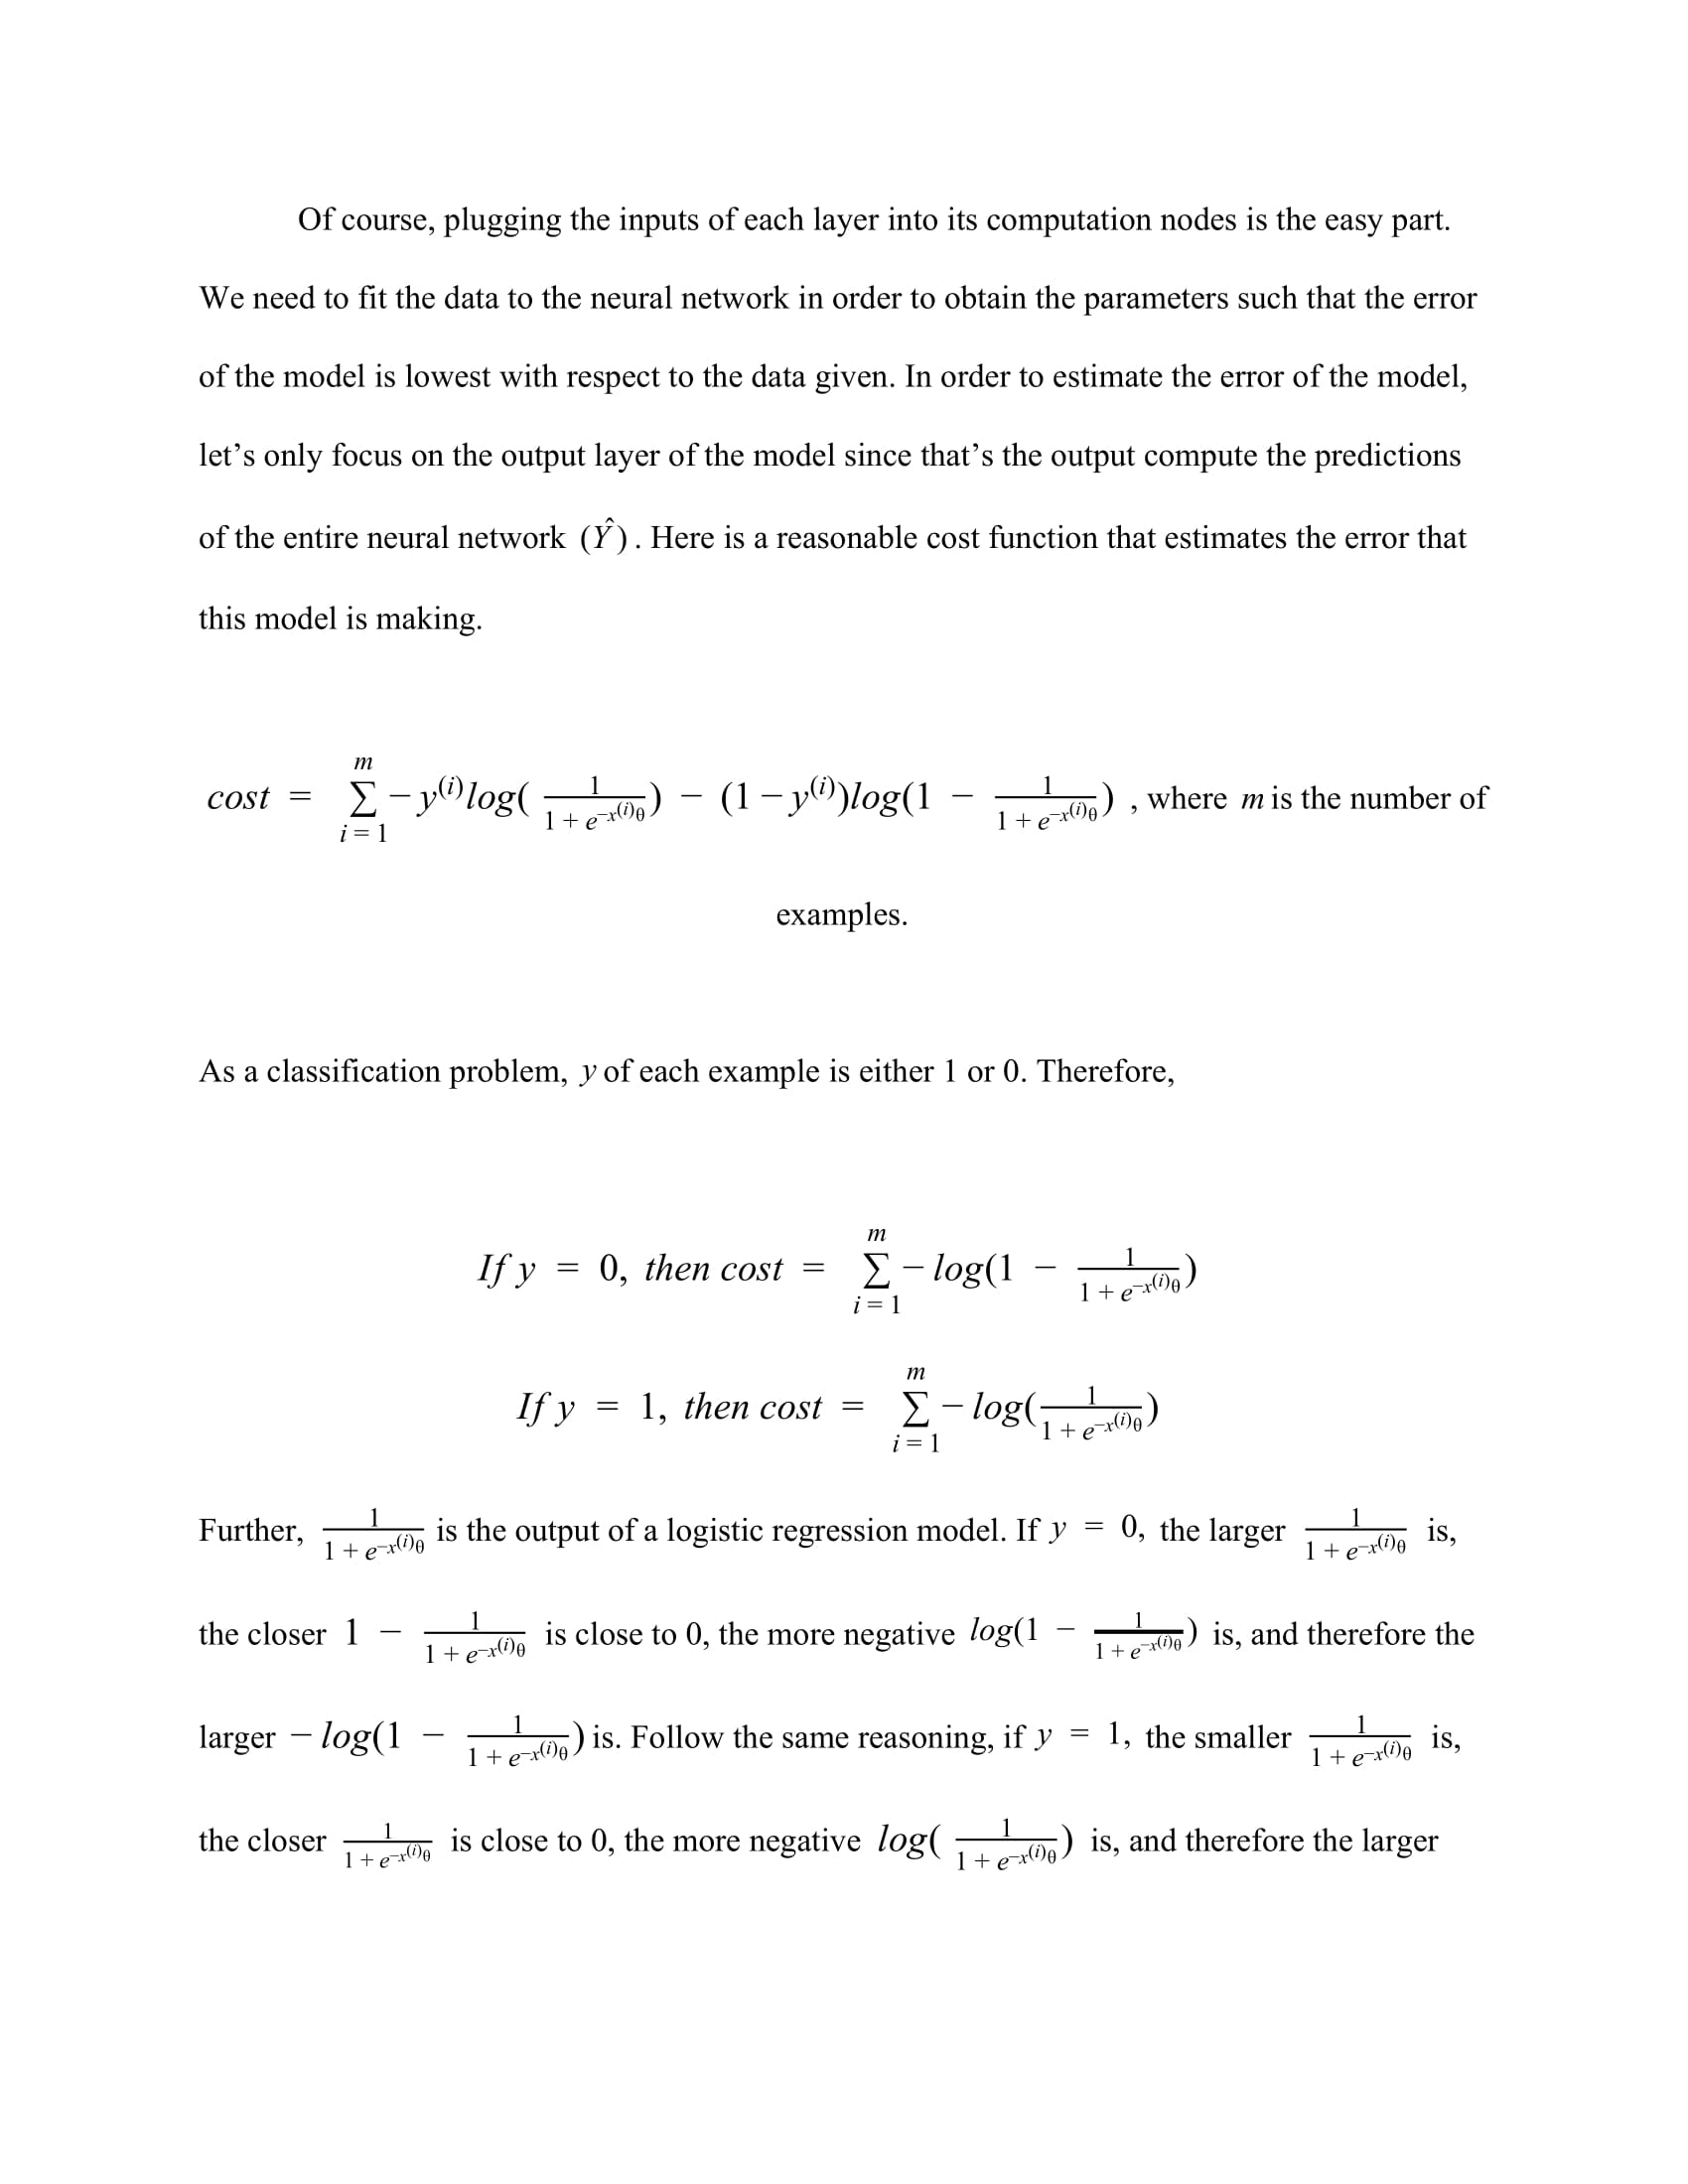 Of course, plugging the inputs of each layer into its computation nodes is the easy part.
We need to fit the data to the neural network in order to obtain the parameters such that the error
of the model is lowest with respect to the data given. In order to estimate the error of the model,
let’s only focus on the output layer of the model since that’s the output compute the predictions
of the entire neural network (Ŷ). Here is a reasonable cost function that estimates the error that
this model is making.
$cost = \sum_{i=1}^{m} -y^{(i)}log(\frac{1}{1+e^{-x^{(i)}\theta}}) - (1-y^{(i)})log(1 - \frac{1}{1+e^{-x^{(i)}\theta}})$ , where $m$ is the number of
examples.
As a classification problem, $y$ of each example is either 1 or 0. Therefore,
$If y = 0, then cost = \sum_{i=1}^{m} -log(1 - \frac{1}{1+e^{-x^{(i)}\theta}})$
$If y = 1, then cost = \sum_{i=1}^{m} -log(\frac{1}{1+e^{-x^{(i)}\theta}})$
Further, $\frac{1}{1+e^{-x^{(i)}\theta}}$ is the output of a logistic regression model. If $y = 0,$ the larger $\frac{1}{1+e^{-x^{(i)}\theta}}$ is,
the closer $1 - \frac{1}{1+e^{-x^{(i)}\theta}}$ is close to 0, the more negative $log(1 - \frac{1}{1+e^{-x^{(i)}\theta}})$ is, and therefore the
larger $-log(1 - \frac{1}{1+e^{-x^{(i)}\theta}})$ is. Follow the same reasoning, if $y = 1,$ the smaller $\frac{1}{1+e^{-x^{(i)}\theta}}$ is,
the closer $\frac{1}{1+e^{-x^{(i)}\theta}}$ is close to 0, the more negative $log(\frac{1}{1+e^{-x^{(i)}\theta}})$ is, and therefore the larger